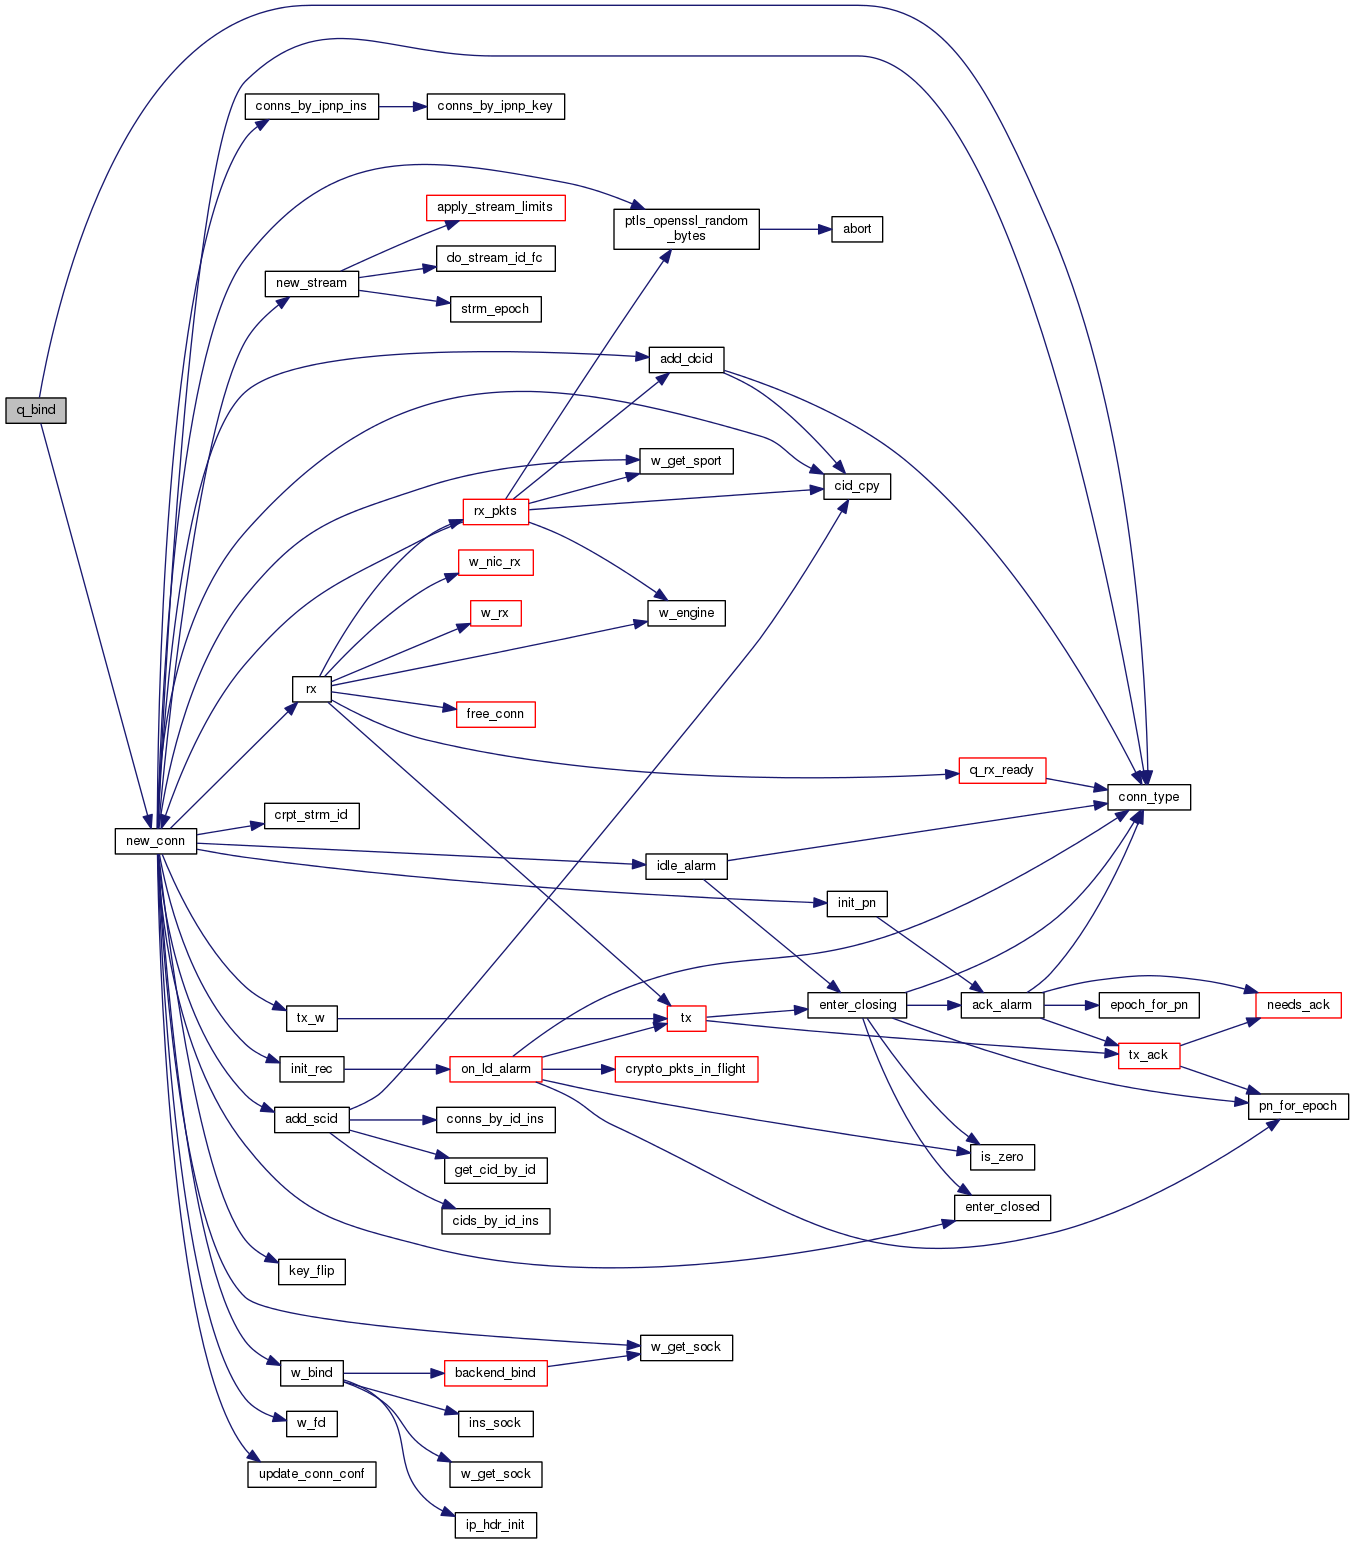 conns_by_ipnp_ins
conns_by_ipnp_key
apply_stream_limits
ptls_openssl_random
_bytes
abort
do_stream_id_fc
new_stream
strm_epoch
add_dcid
q_bind
w_get_sport
cid_cpy
rx_pkts
w_nic_rx
w_rx
w_engine
rx
free_conn
q_rx_ready
conn_type
crpt_strm_id
new_conn
idle_alarm
init_pn
enter_closing
ack_alarm
epoch_for_pn
needs_ack
tx_w
tx
tx_ack
init_rec
on_ld_alarm
crypto_pkts_in_flight
pn_for_epoch
add_scid
conns_by_id_ins
is_zero
get_cid_by_id
enter_closed
cids_by_id_ins
key_flip
w_get_sock
w_bind
backend_bind
w_fd
ins_sock
update_conn_conf
w_get_sock
ip_hdr_init